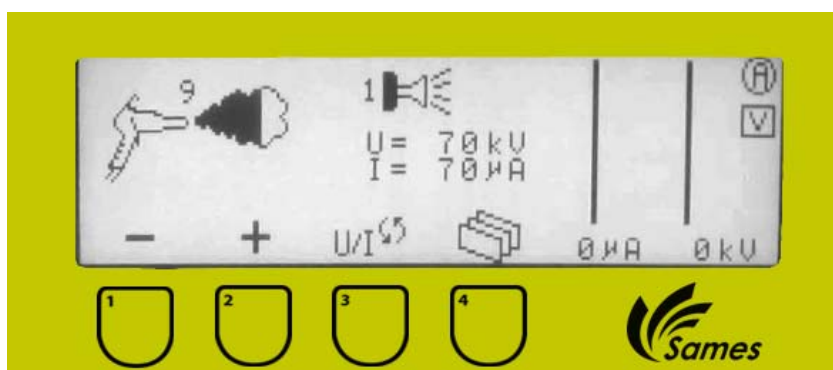 9
1
A
V
U= 70kV
I= 70µA
− +
U/I
0µA 0kV
1 2 3 4
Sames